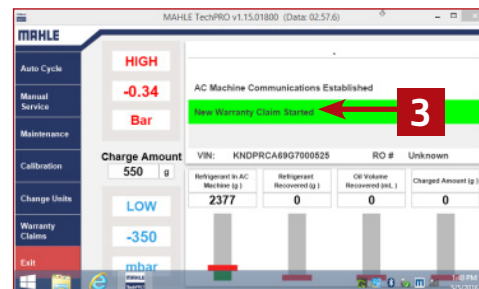 MAHLE TechPRO v1.15.01800 (Data: 02.57.6)
MAHLE
Auto Cycle
Manual
Service
Maintenance
Calibration
Change Units
Warranty
Claims
Exit
HIGH
-0.34
Bar
Charge Amount
550 g
LOW
-350
mbar
AC Machine Communications Established
New Warranty Claim Started
3
VIN: KNDPRCA69G7000525 RO # Unknown
Refrigerant In AC
Machine (g)
2377
Refrigerant
Recovered (g)
0
Oil Volume
Recovered (mL)
0
Charged Amount (g)
0
MAHLE